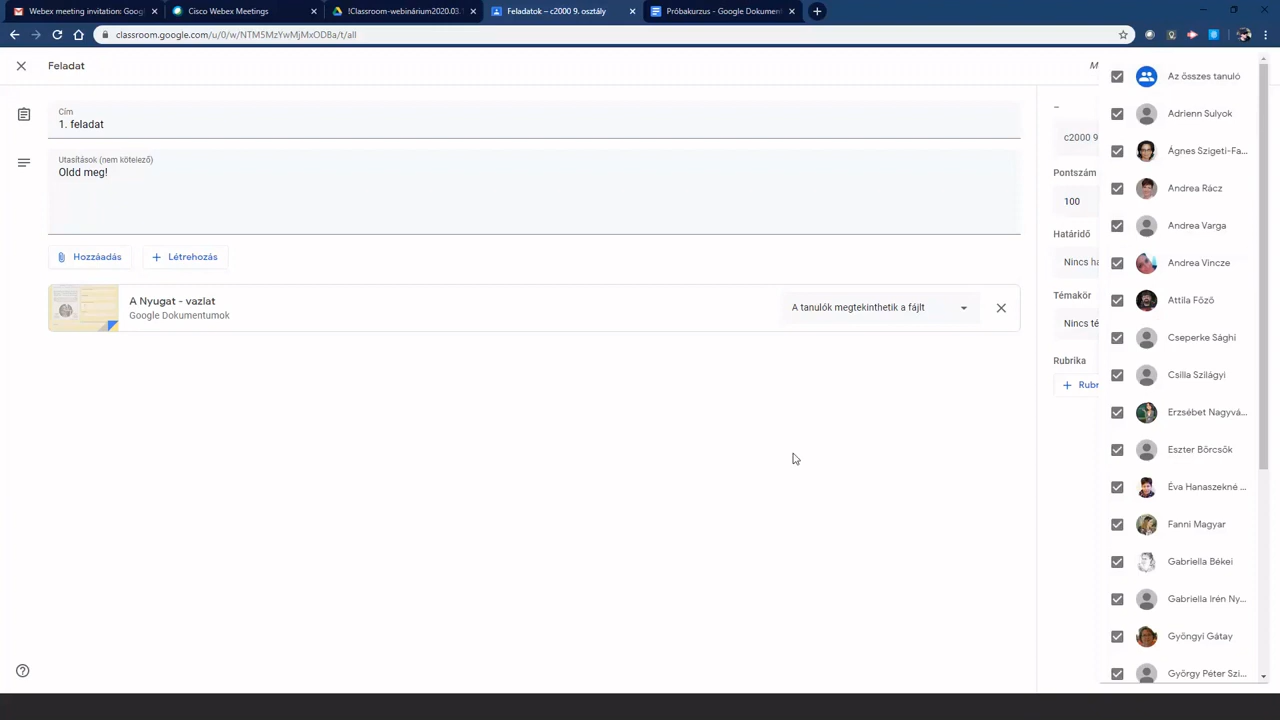 Webex meeting invitation: Goog
Cisco Webex Meetings
!Classroom-webinárium2020.03.
Feladatok – c2000 9. osztály
Próbakurzus - Google Dokument
classroom.google.com/u/0/w/NTM5MzYwMjMxODBa/t/all
Feladat
M
Cím
1. feladat
Utasítások (nem kötelező)
Oldd meg!
Hozzáadás
Létrehozás
A Nyugat - vazlat
Google Dokumentumok
A tanulók megtekinthetik a fájlt
c2000 9
Pontszám
100
Határidő
Nincs ha
Témakör
Nincs té
Rubrika
Rubr
Az összes tanuló
Adrienn Sulyok
Ágnes Szigeti-Fa...
Andrea Rácz
Andrea Varga
Andrea Vincze
Attila Főző
Cseperke Sághi
Csilla Szilágyi
Erzsébet Nagyvá...
Eszter Börcsök
Éva Hanaszekné ...
Fanni Magyar
Gabriella Békei
Gabriella Irén Ny...
Gyöngyi Gátay
György Péter Szi...